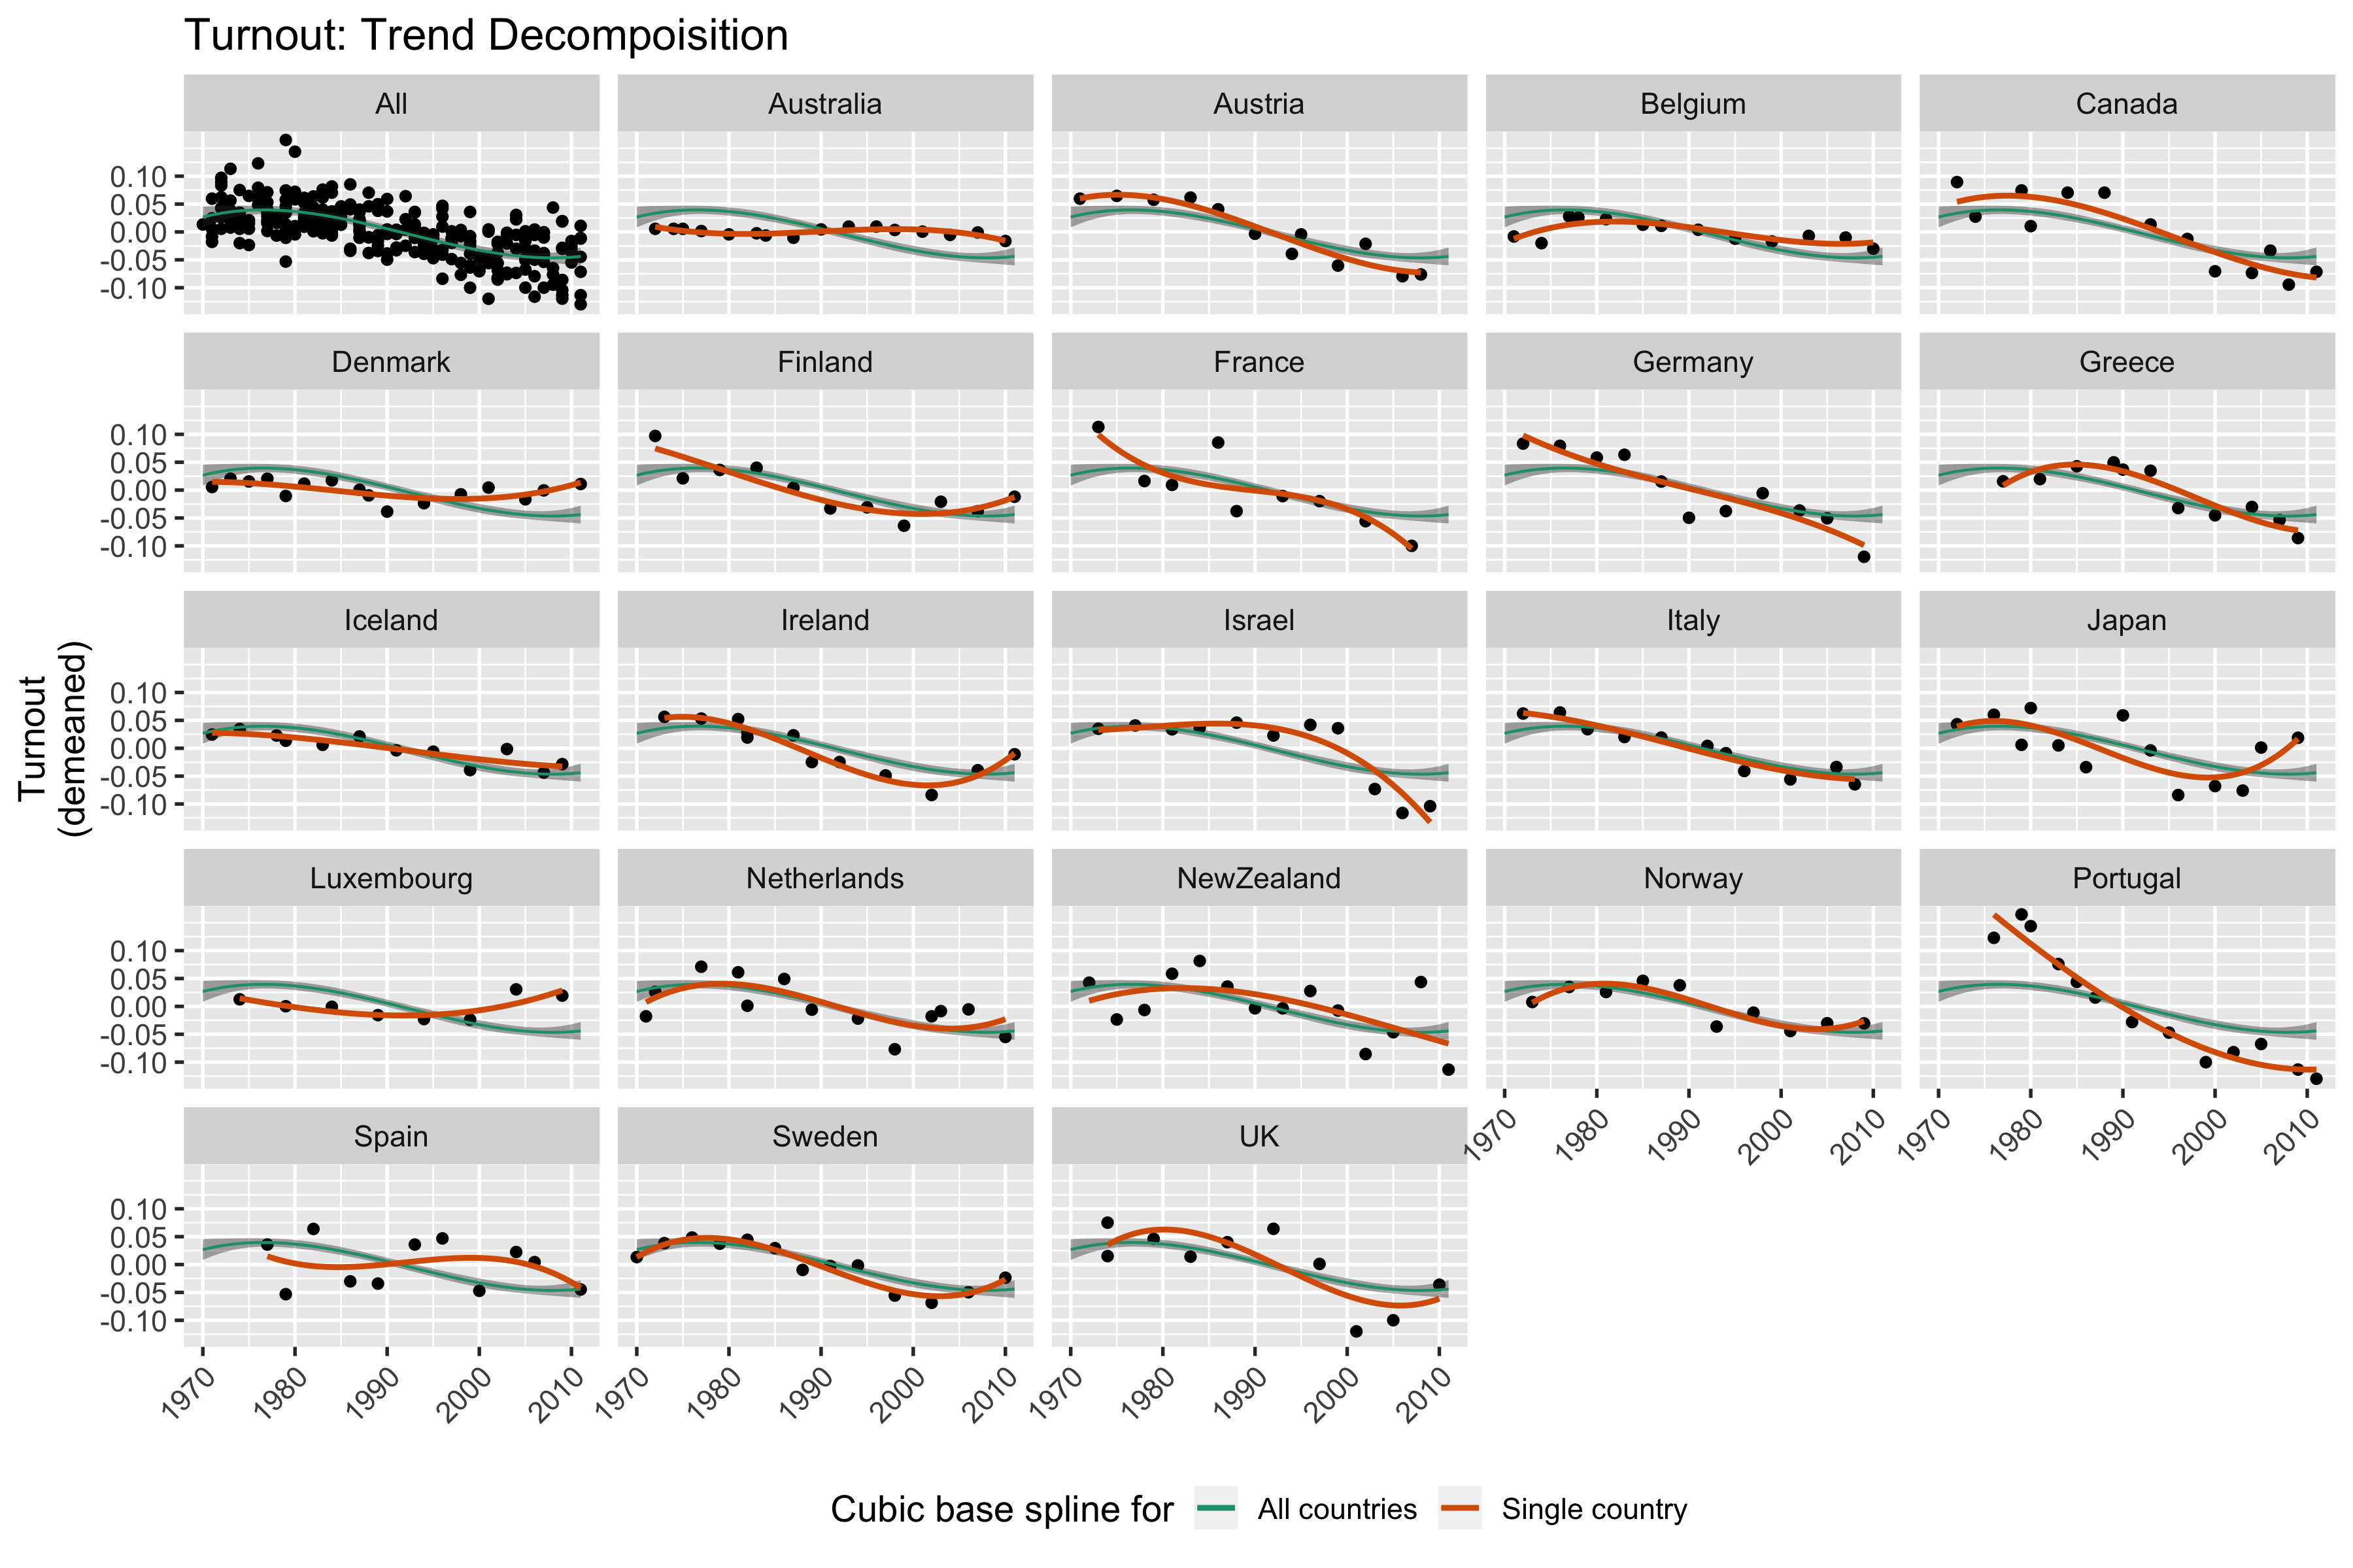 Turnout: Trend Decompoisition
All Australia Austria Belgium Canada
0.10
0.05
0.00
-0.05
-0.10
Denmark Finland France Germany Greece
0.10
0.05
0.00
-0.05
-0.10
Iceland Ireland Israel Italy Japan
0.10
0.05
0.00
-0.05
-0.10
Turnout
(demeaned)
Luxembourg Netherlands NewZealand Norway Portugal
0.10
0.05
0.00
-0.05
-0.10
1970 1980 1990 2000 2010 1970 1980 1990 2000 2010
Spain Sweden UK
0.10
0.05
0.00
-0.05
-0.10
1970 1980 1990 2000 2010 1970 1980 1990 2000 2010 1970 1980 1990 2000 2010
Cubic base spline for All countries Single country